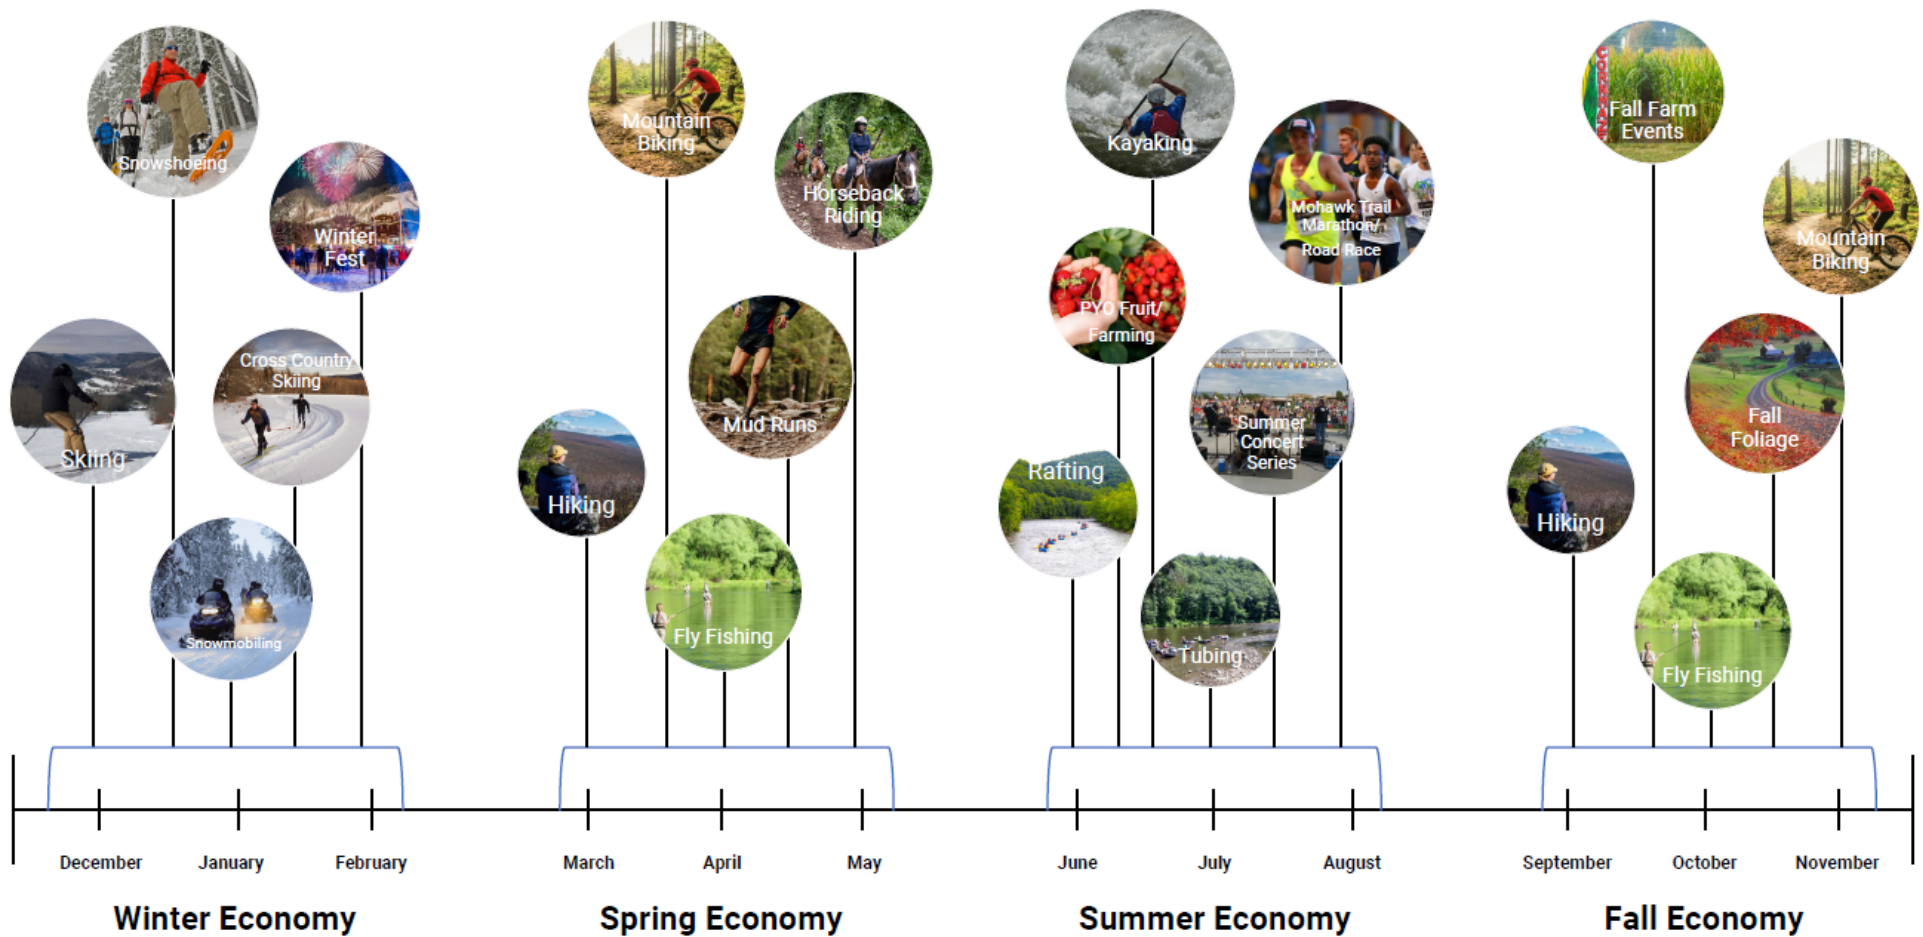 Snowshoeing
Winter
Fest
Skiing
Cross Country
Skiing
Snowmobiling
Mountain
Biking
Horseback
Riding
Mud Runs
Hiking
Fly Fishing
Kayaking
Mohawk Trail
Marathon/
Road Race
PYO Fruit/
Farming
Summer
Concert
Series
Rafting
Tubing
CORN MAZE
Fall Farm
Events
Mountain
Biking
Fall
Foliage
Hiking
Fly Fishing
December
January
February
March
April
May
June
July
August
September
October
November
Winter Economy
Spring Economy
Summer Economy
Fall Economy